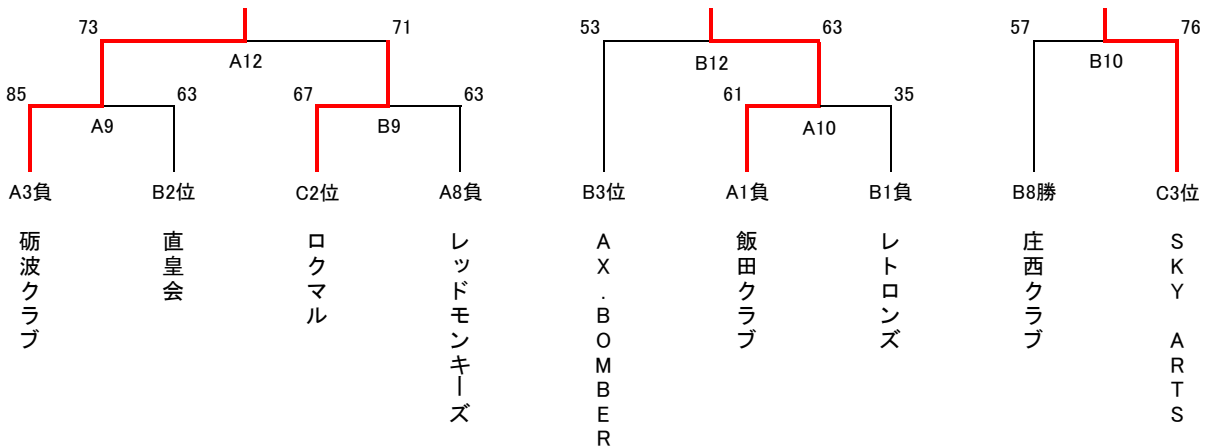 73 71 53 63 57 76
A12 B12 B10
85 63 67 63 61 35
A9 B9 A10
A3負 B2位 C2位 A8負 B3位 A1負 B1負 B8勝 C3位
砺波クラブ
直皇会
ロクマル
レッドモンキーズ
AX.BOMBER
飯田クラブ
レトロンズ
庄西クラブ
SKY ARTS